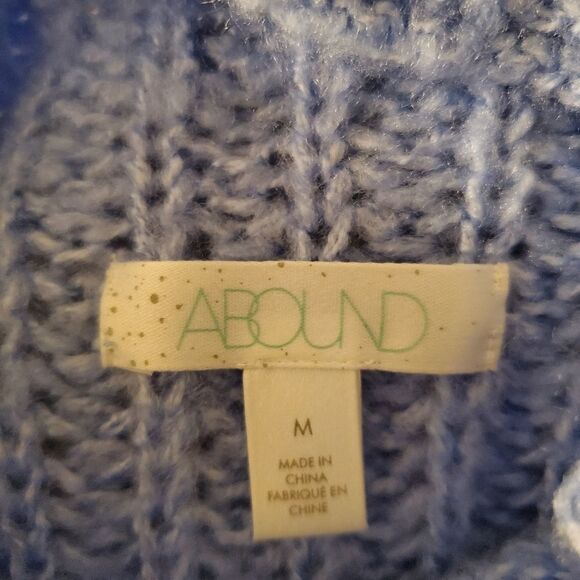 ABOUND
M
MADE IN
CHINA
FABRIQUÉ EN
CHINE